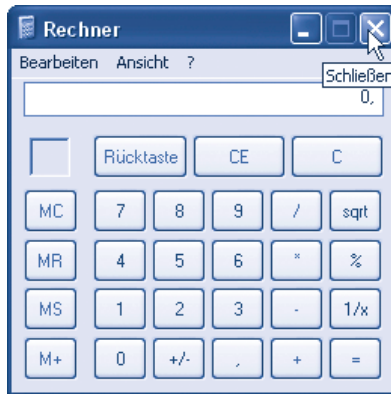 Rechner
Bearbeiten Ansicht ?
Schließen
0,
Rücktaste CE C
MC 7 8 9 / sqrt
MR 4 5 6 * %
MS 1 2 3 - 1/x
M+ 0 +/- , + =